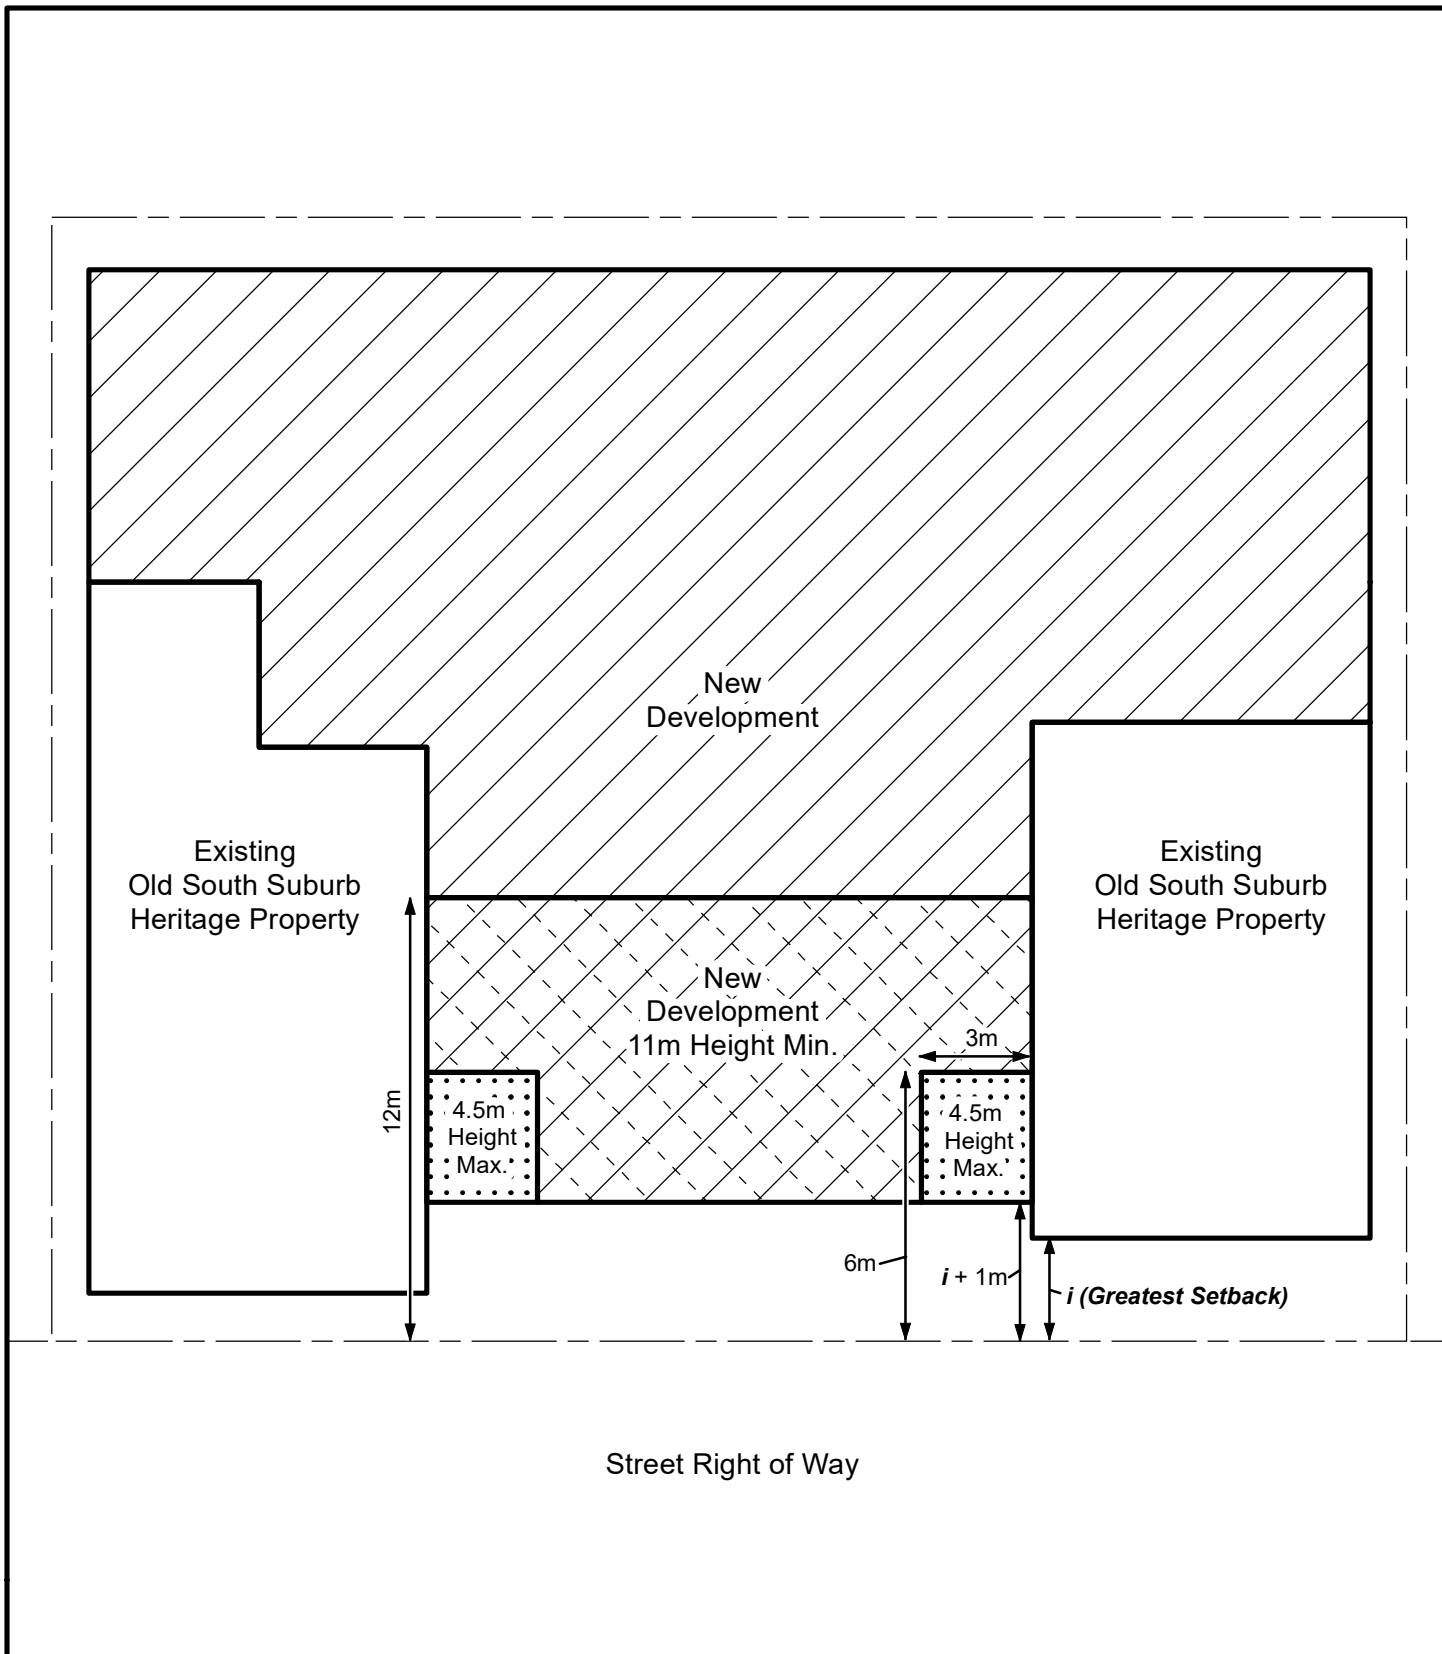 New
Development
Existing
Old South Suburb
Heritage Property
Existing
Old South Suburb
Heritage Property
New
Development
11m Height Min.
3m
12m
4.5m
Height
Max.
4.5m
Height
Max.
6m
i + 1m
i (Greatest Setback)
Street Right of Way